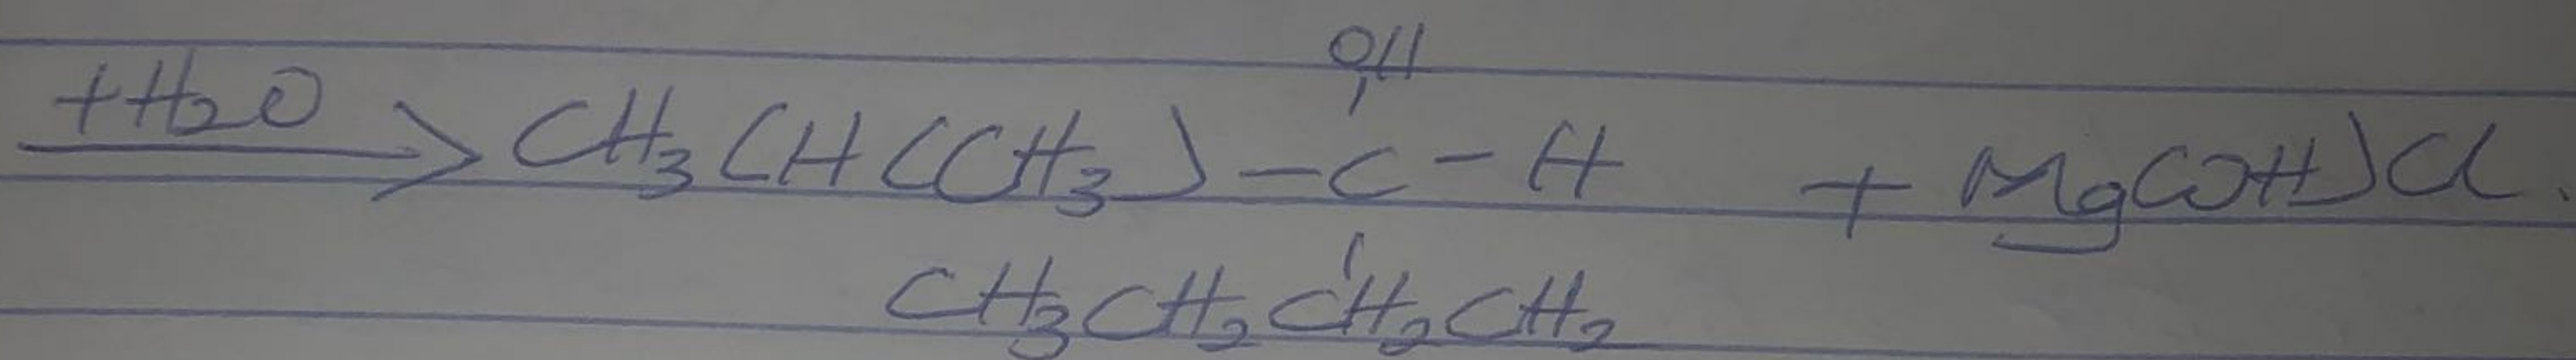 OH
+H₂O
⟶ CH₃CH(CH₃)-C-H + Mg(OH)Cl.
CH₃CH₂CH₂CH₂